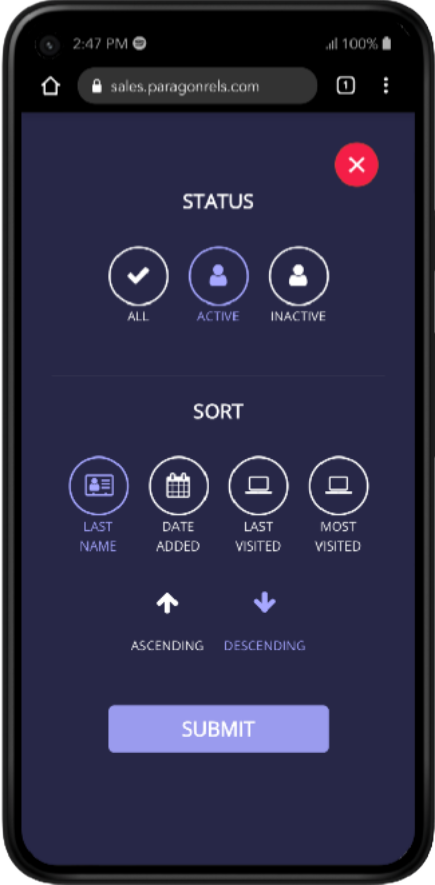 2:47 PM
100%
sales.paragonrels.com
1
STATUS
ALL
ACTIVE
INACTIVE
SORT
LAST NAME
DATE ADDED
LAST VISITED
MOST VISITED
ASCENDING
DESCENDING
SUBMIT